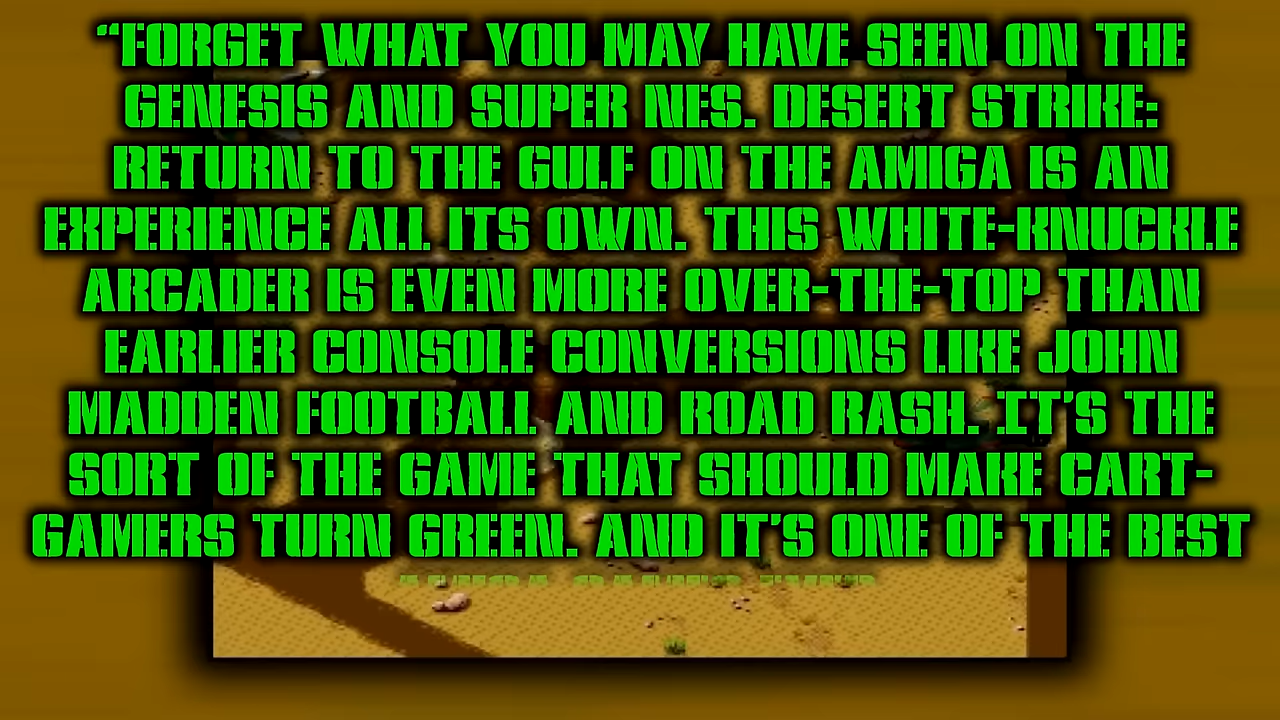 “FORGET WHAT YOU MAY HAVE SEEN ON THE
GENESIS AND SUPER NES. DESERT STRIKE:
RETURN TO THE GULF ON THE AMIGA IS AN
EXPERIENCE ALL ITS OWN. THIS WHITE-KNUCKLE
ARCADER IS EVEN MORE OVER-THE-TOP THAN
EARLIER CONSOLE CONVERSIONS LIKE JOHN
MADDEN FOOTBALL AND ROAD RASH. IT’S THE
SORT OF THE GAME THAT SHOULD MAKE CART-
GAMERS TURN GREEN. AND IT’S ONE OF THE BEST